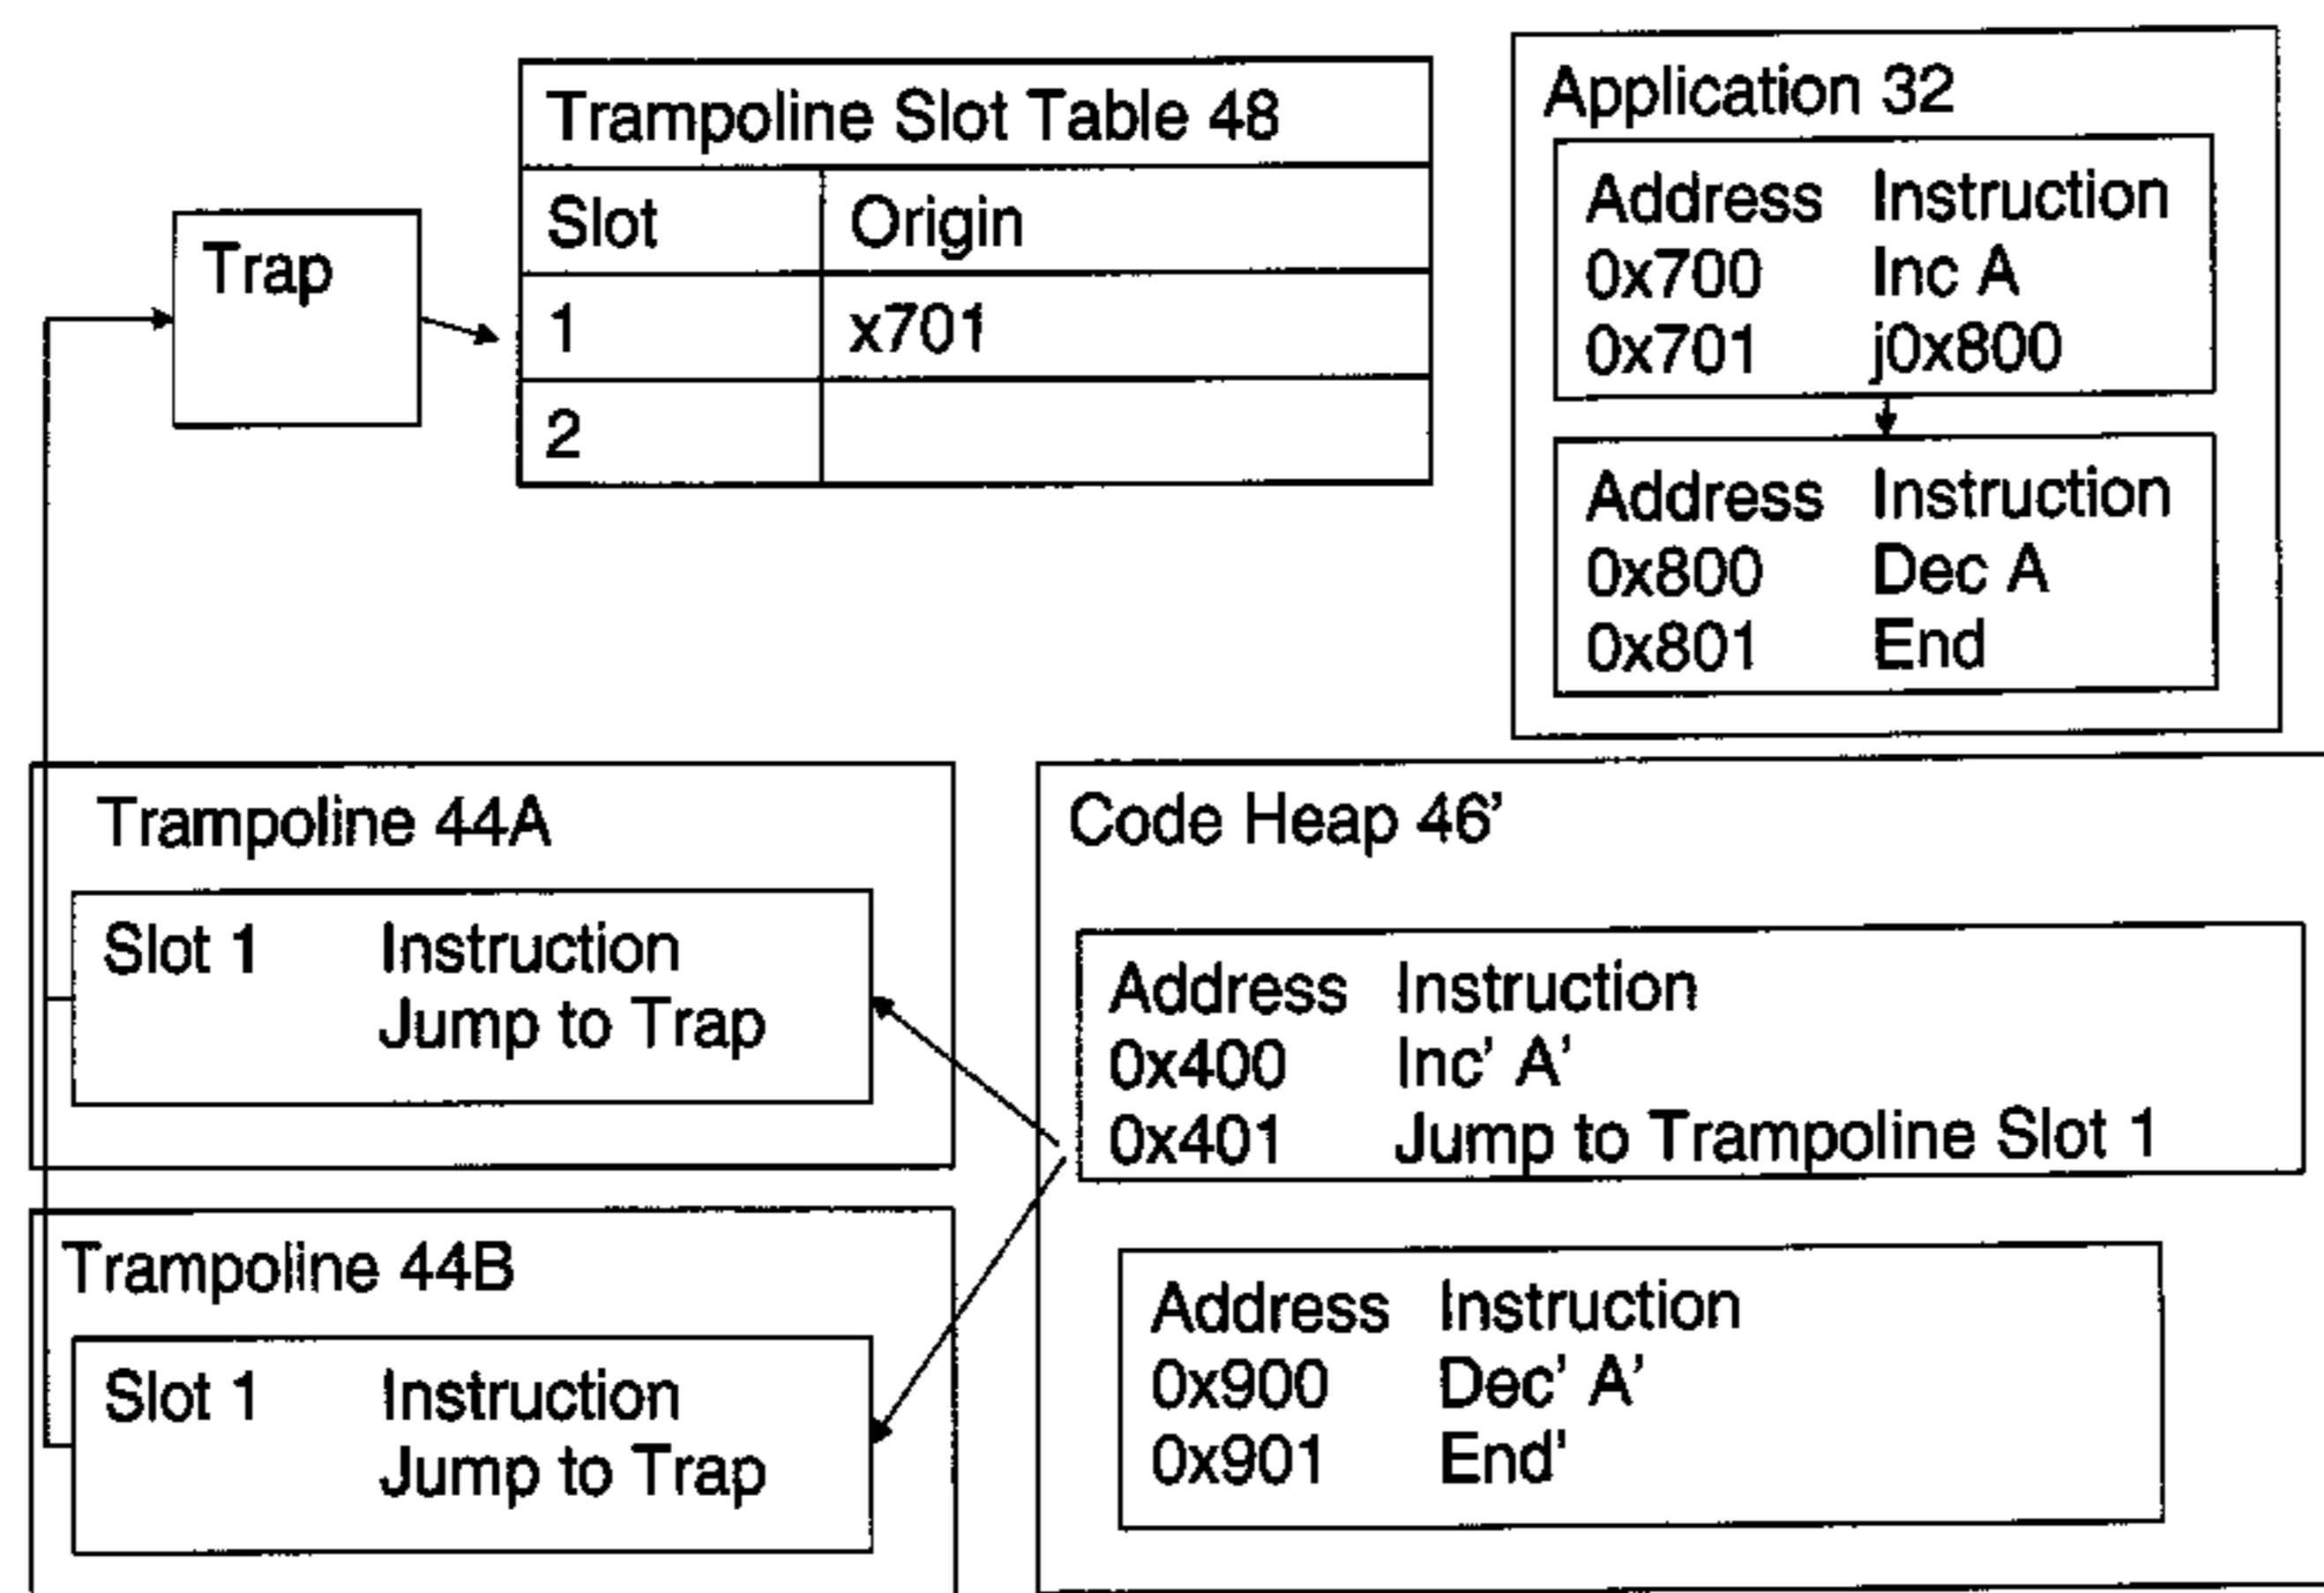 Trap
Trampoline Slot Table 48
Slot Origin
1 x701
2
Application 32
Address Instruction
0x700 Inc A
0x701 j0x800
Address Instruction
0x800 Dec A
0x801 End
Trampoline 44A
Slot 1 Instruction
Jump to Trap
Trampoline 44B
Slot 1 Instruction
Jump to Trap
Code Heap 46'
Address Instruction
0x400 Inc' A'
0x401 Jump to Trampoline Slot 1
Address Instruction
0x900 Dec' A'
0x901 End'